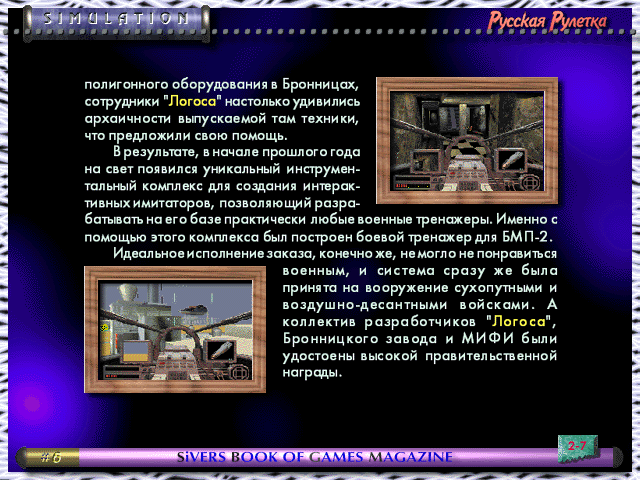 SIMULATION
Русская Рулетка
полигонного оборудования в Бронницах,
сотрудники "Логоса" настолько удивились
архаичности выпускаемой там техники,
что предложили свою помощь.
В результате, в начале прошлого года
на свет появился уникальный инструмен-
тальный комплекс для создания интерак-
тивных имитаторов, позволяющий разра-
батывать на его базе практически любые военные тренажеры. Именно с
помощью этого комплекса был построен боевой тренажер для БМП-2.
Идеальное исполнение заказа, конечно же, не могло не понравиться
военным, и система сразу же была
принята на вооружение сухопутными и
воздушно-десантными войсками. А
коллектив разработчиков "Логоса",
Бронницкого завода и МИФИ были
удостоены высокой правительственной
награды.
#6
SiVERS BOOK OF GAMES MAGAZINE
2-7